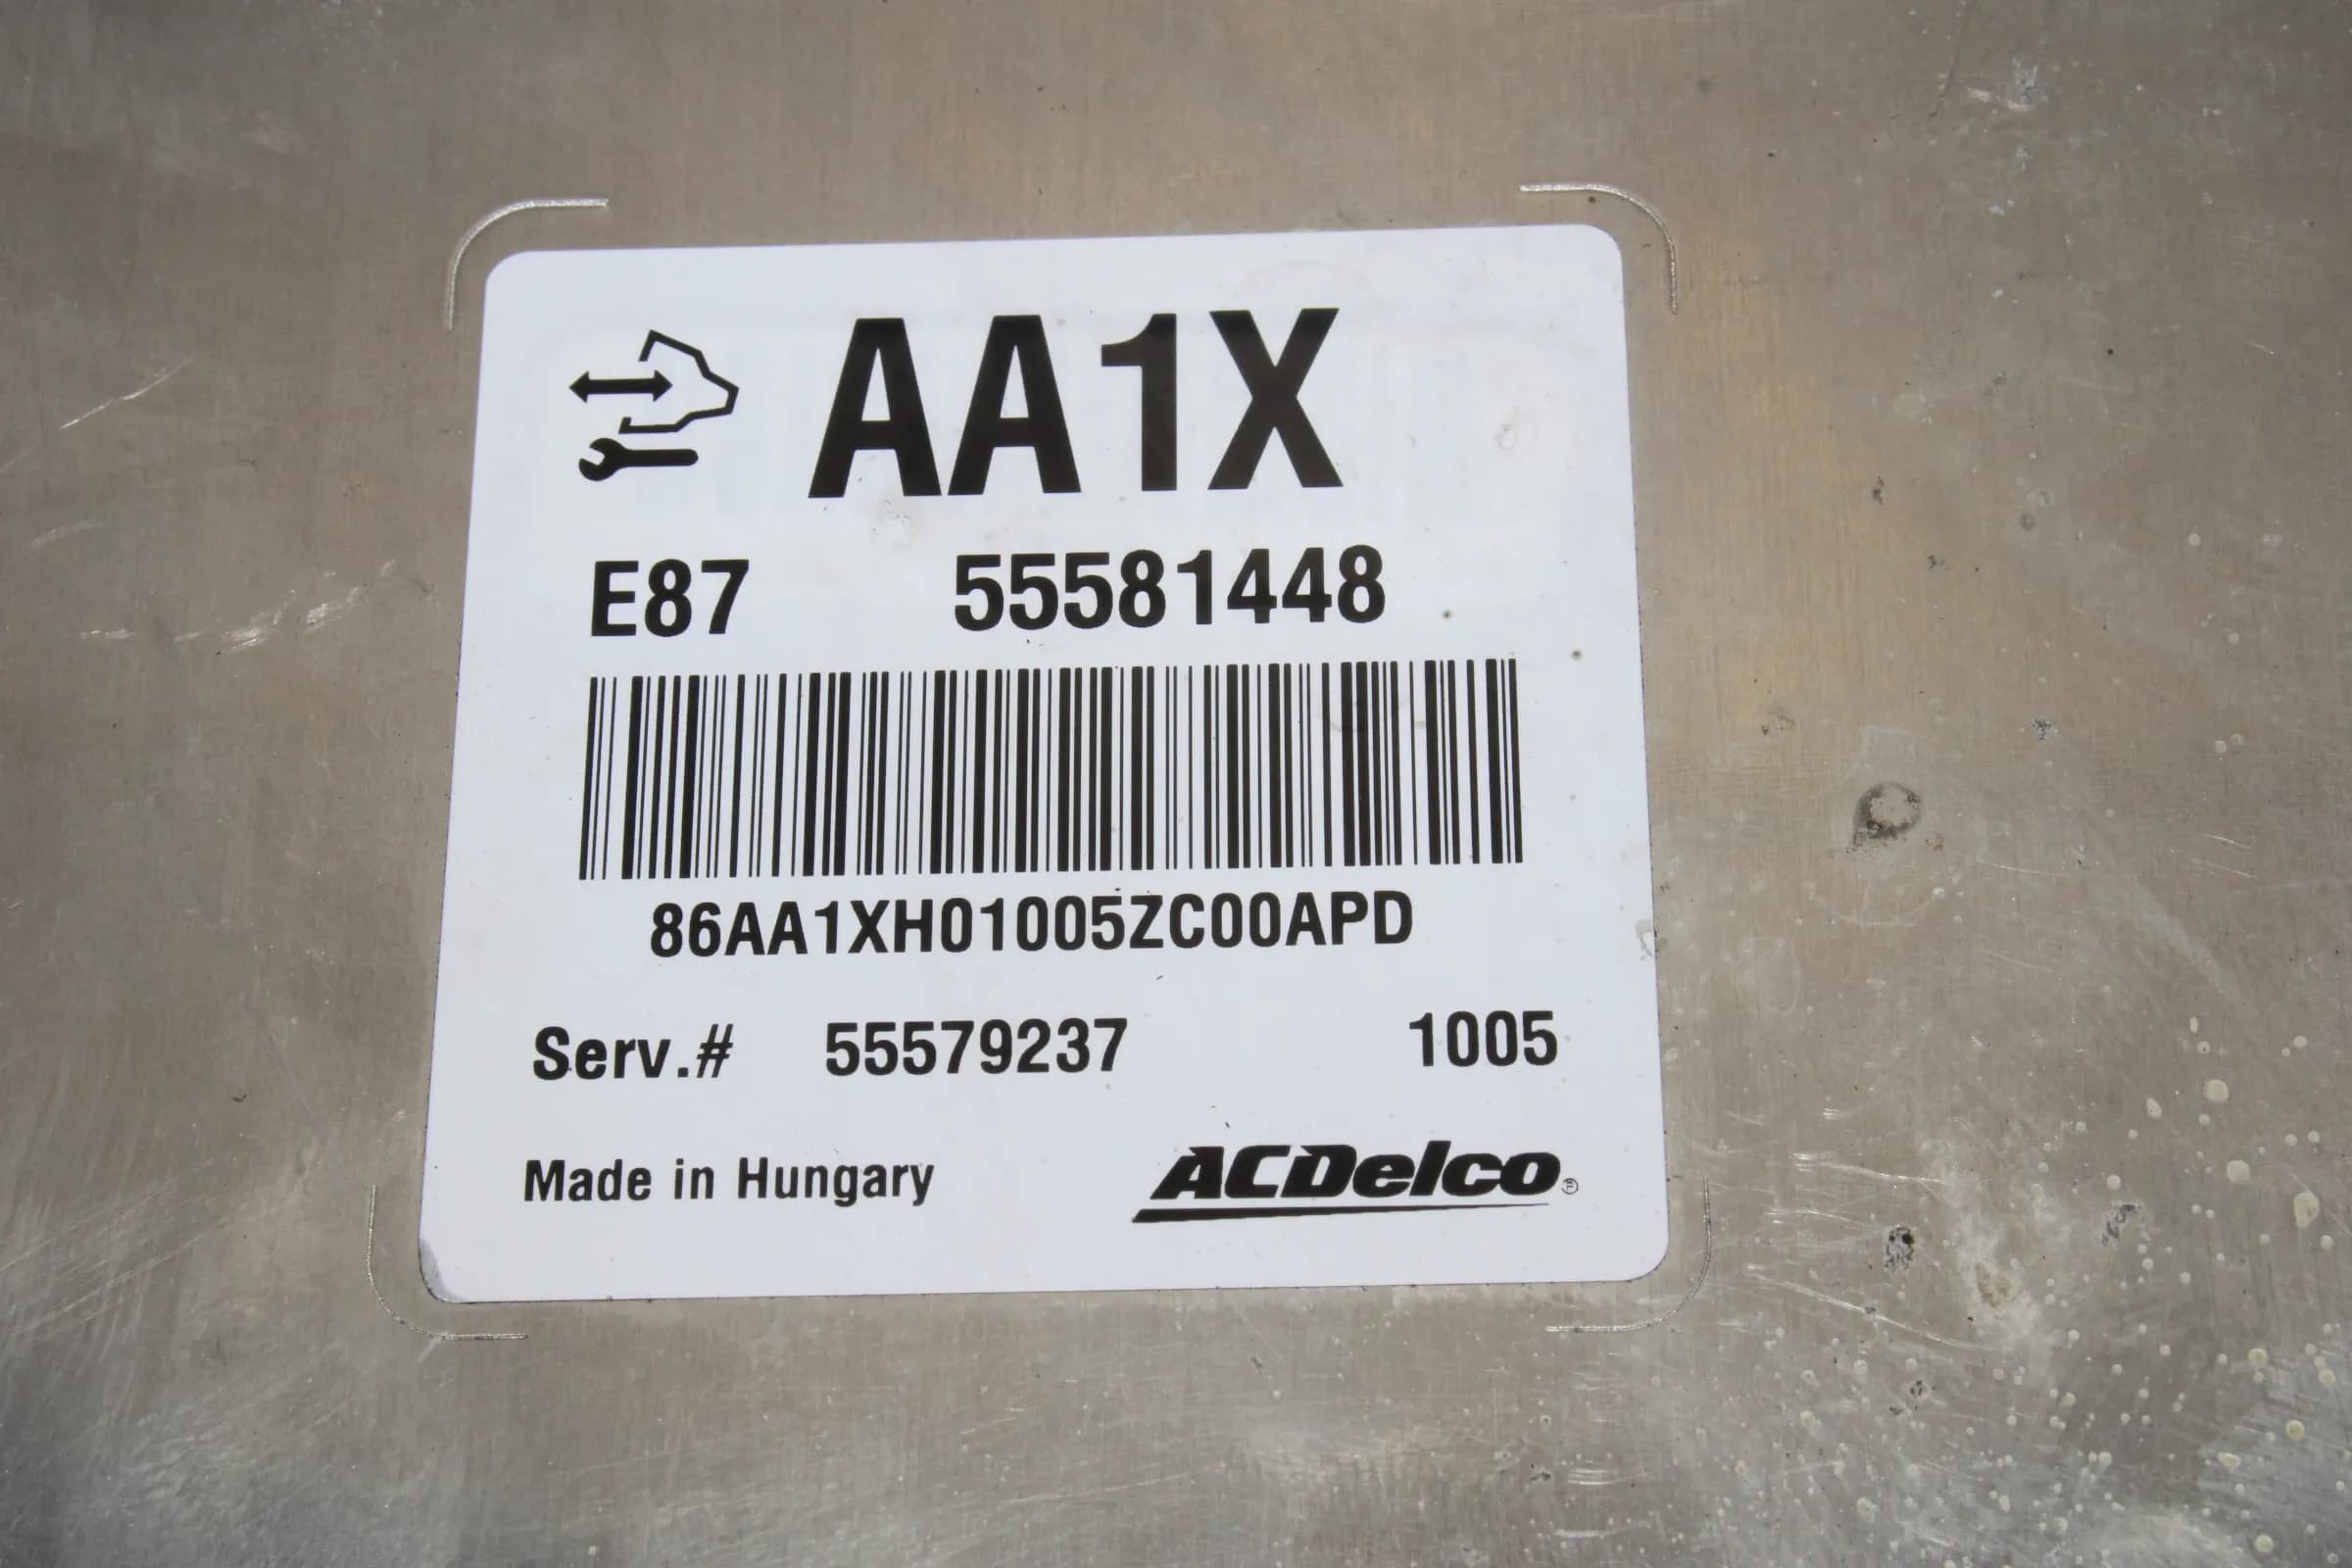 AA1X
E87 55581448
86AA1XH01005ZC00APD
Serv.# 55579237 1005
Made in Hungary ACDelco®